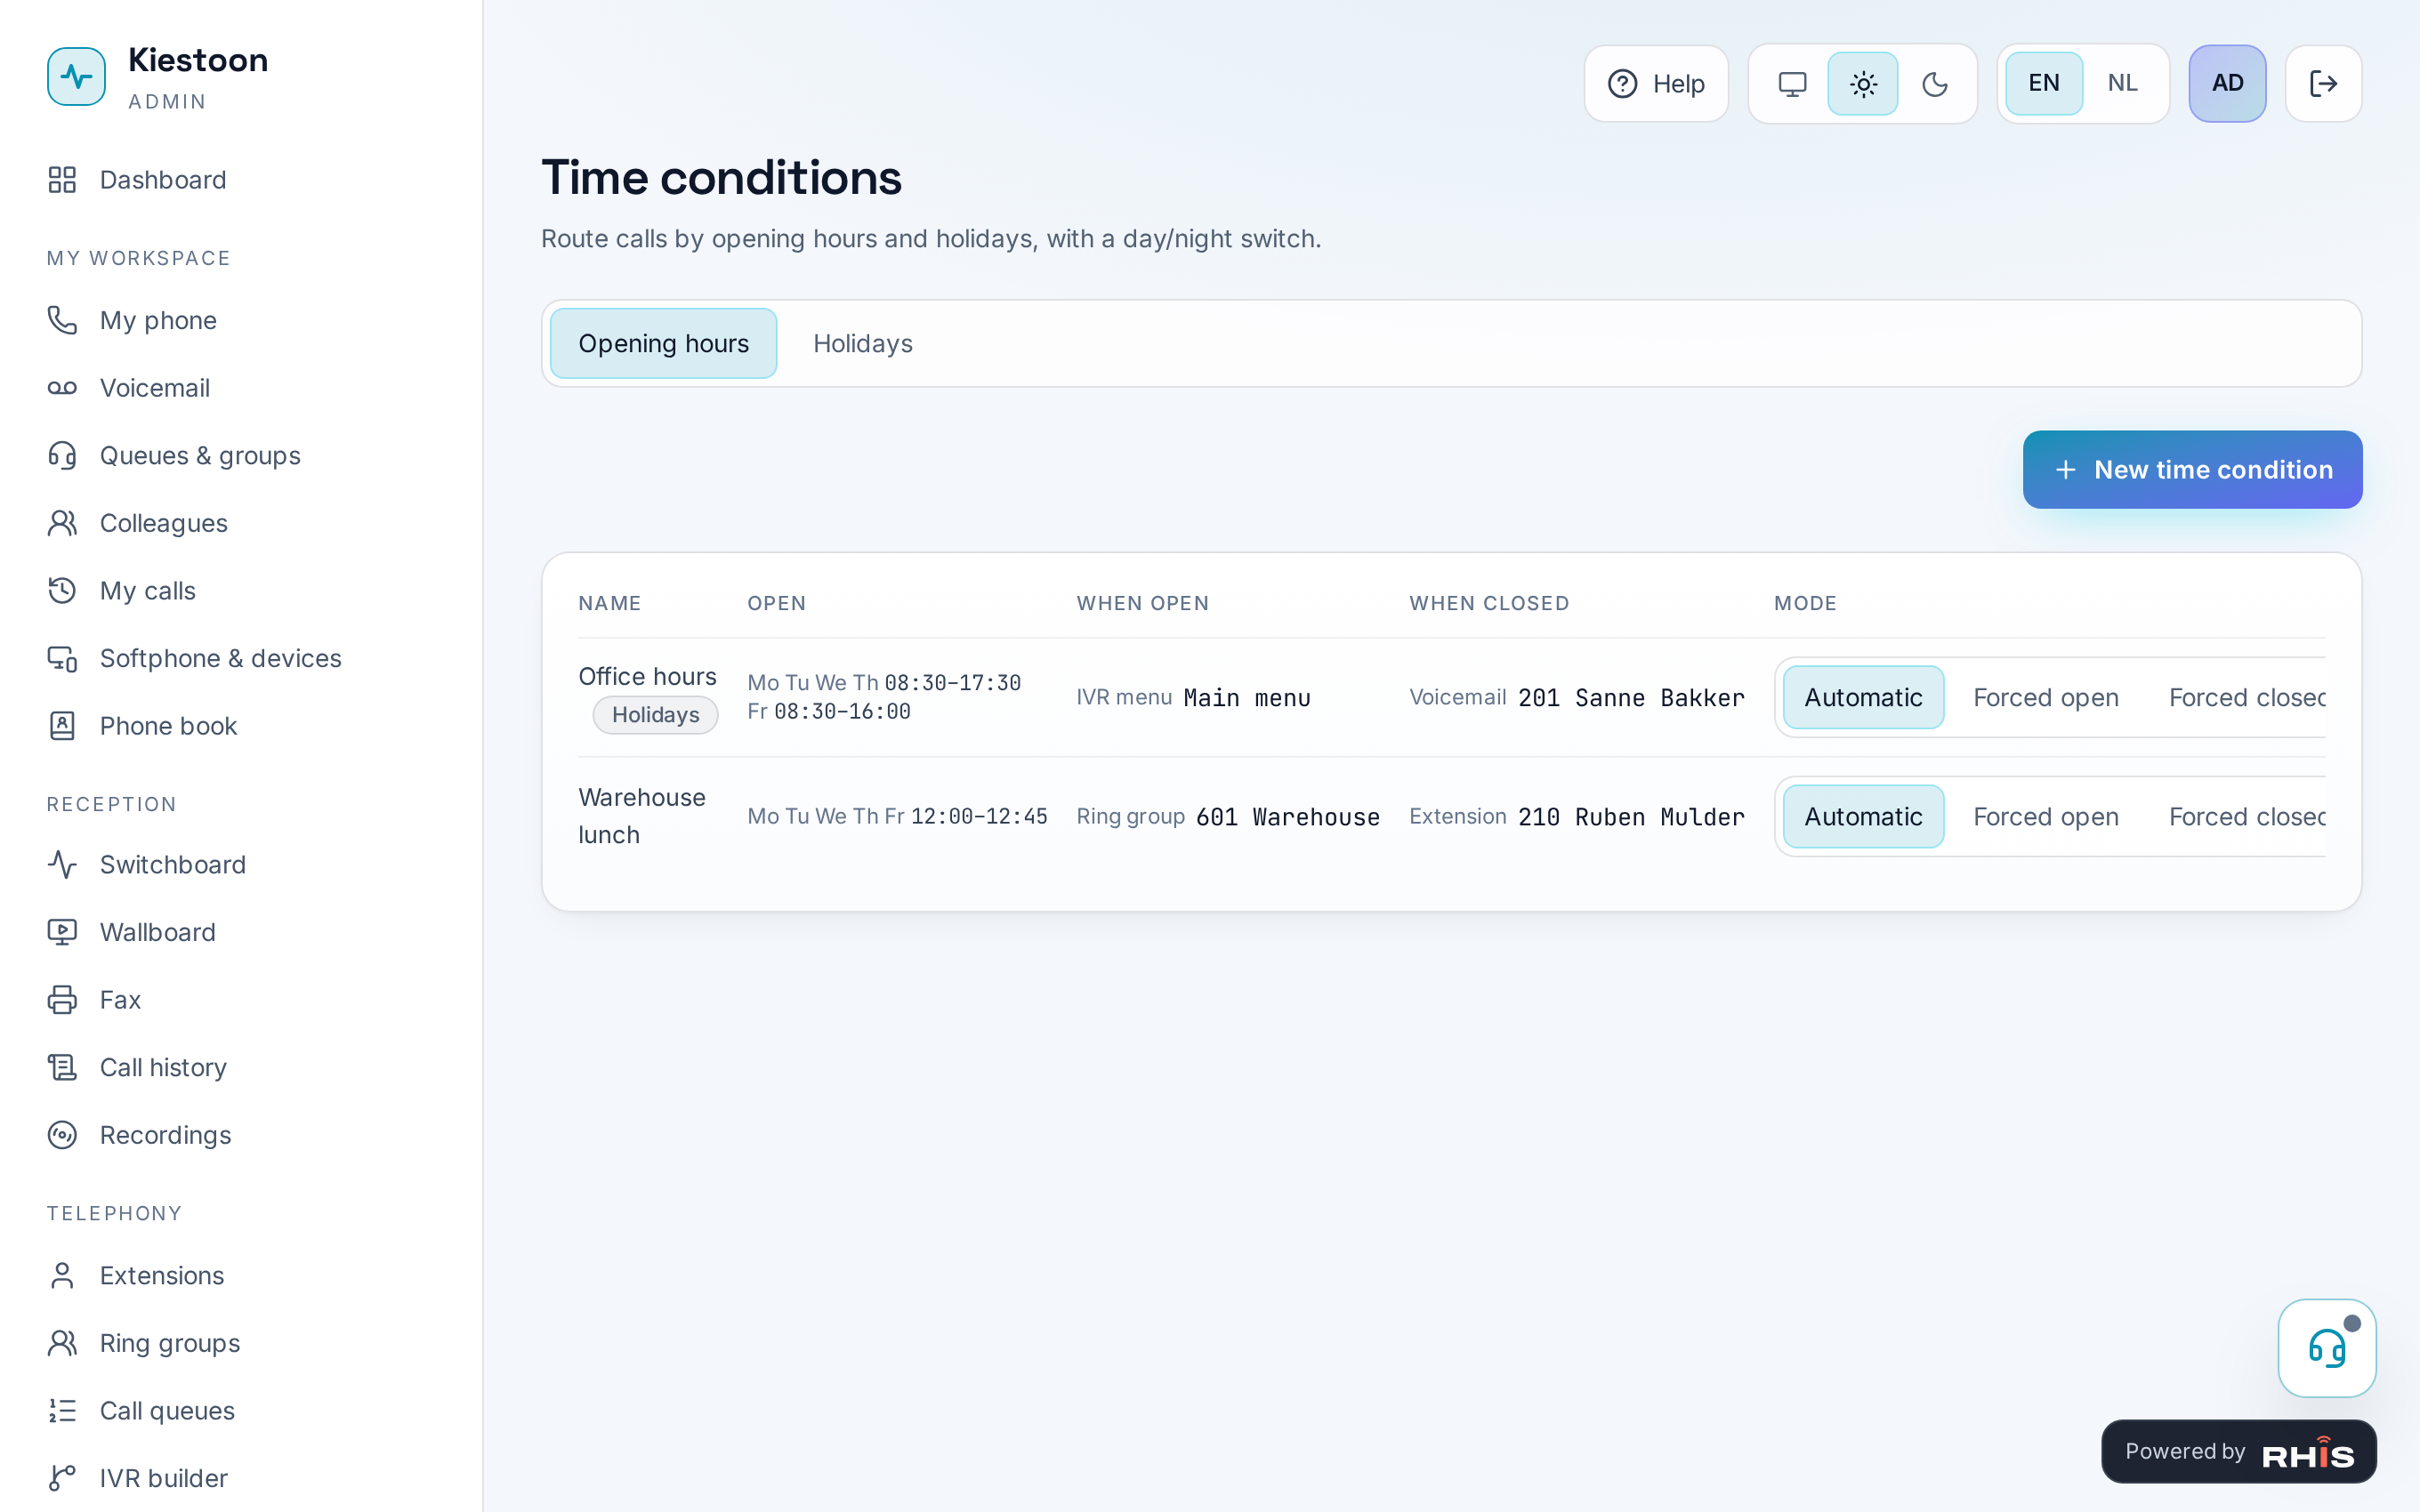 Kiestoon
ADMIN
Dashboard
MY WORKSPACE
My phone
Voicemail
Queues & groups
Colleagues
My calls
Softphone & devices
Phone book
RECEPTION
Switchboard
Wallboard
Fax
Call history
Recordings
TELEPHONY
Extensions
Ring groups
Call queues
IVR builder
Help
EN NL
AD
Time conditions
Route calls by opening hours and holidays, with a day/night switch.
Opening hours Holidays
New time condition
NAME OPEN WHEN OPEN WHEN CLOSED MODE
Office hours
Holidays
Mo Tu We Th 08:30–17:30
Fr 08:30–16:00
IVR menu Main menu
Voicemail 201 Sanne Bakker
Automatic Forced open Forced closed
Warehouse
lunch
Mo Tu We Th Fr 12:00–12:45
Ring group 601 Warehouse
Extension 210 Ruben Mulder
Automatic Forced open Forced closed
Powered by RHiS